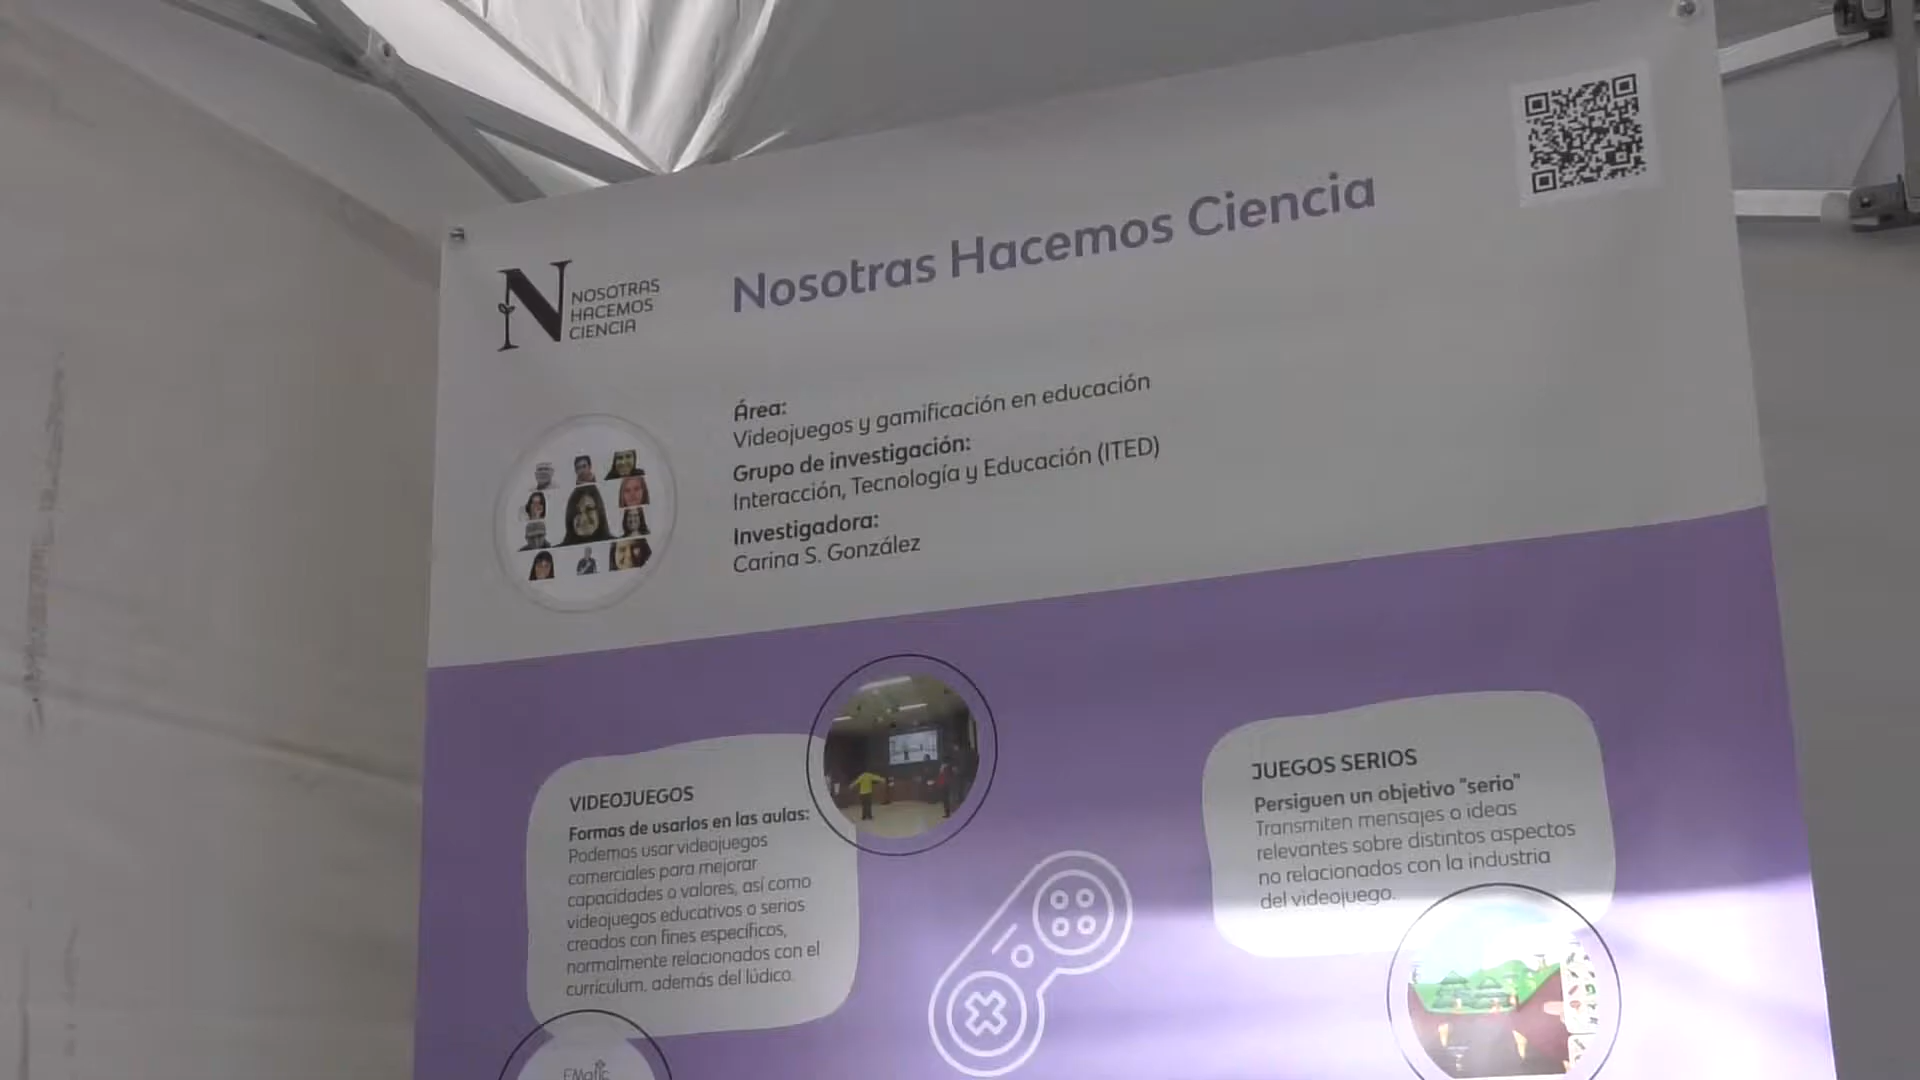 NOSOTRAS
HACEMOS
CIENCIA
Nosotras Hacemos Ciencia
Área:
Videojuegos y gamificación en educación
Grupo de investigación:
Interacción, Tecnología y Educación (ITED)
Investigadora:
Carina S. González
VIDEOJUEGOS
Formas de usarlos en las aulas:
Podemos usar videojuegos
comerciales para mejorar
capacidades o valores, así como
videojuegos educativos o serios
creados con fines específicos,
normalmente relacionados con el
currículum, además del lúdico.
JUEGOS SERIOS
Persiguen un objetivo "serio"
Transmiten mensajes o ideas
relevantes sobre distintos aspectos
no relacionados con la industria
del videojuego.